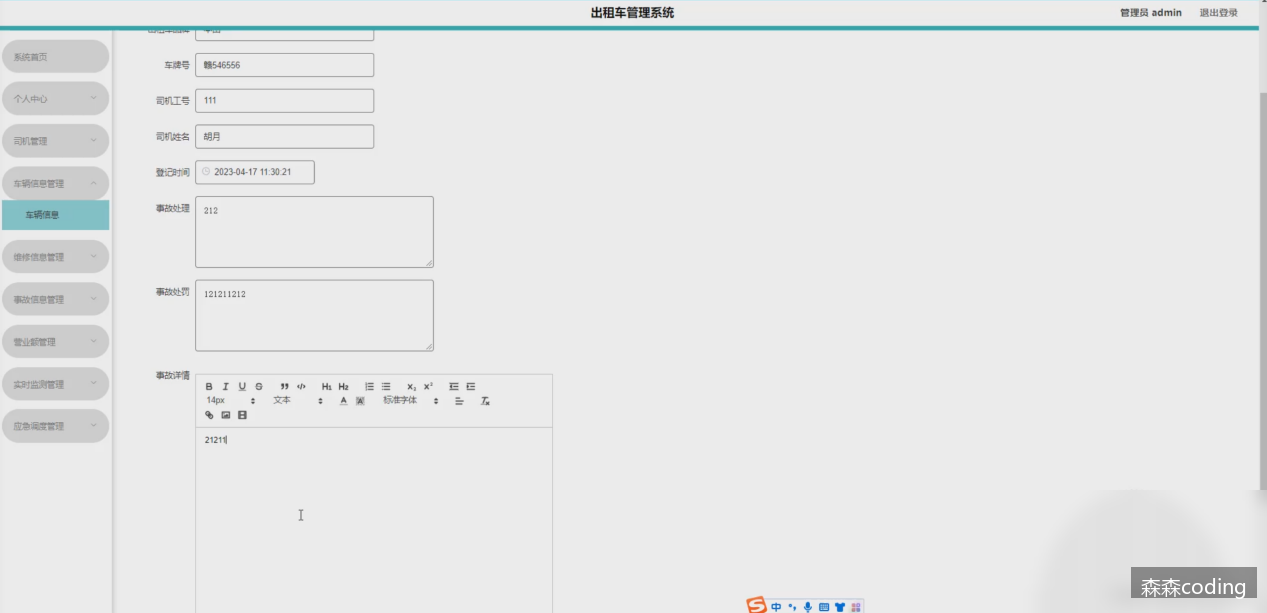 出租车管理系统
管理员 admin
退出登录
系统首页
个人中心
司机管理
车辆信息管理
车辆信息
维修信息管理
事故信息管理
营业额管理
实时监测管理
应急调度管理
车牌号 赣546556
司机工号 111
司机姓名 胡月
登记时间 2023-04-17 11:30:21
事故处理 212
事故处罚 121211212
事故详情
B I U S ” </> H1 H2 X2 X2
14px 文本 A A 标准字体 Tx
21211
S 中
森森coding